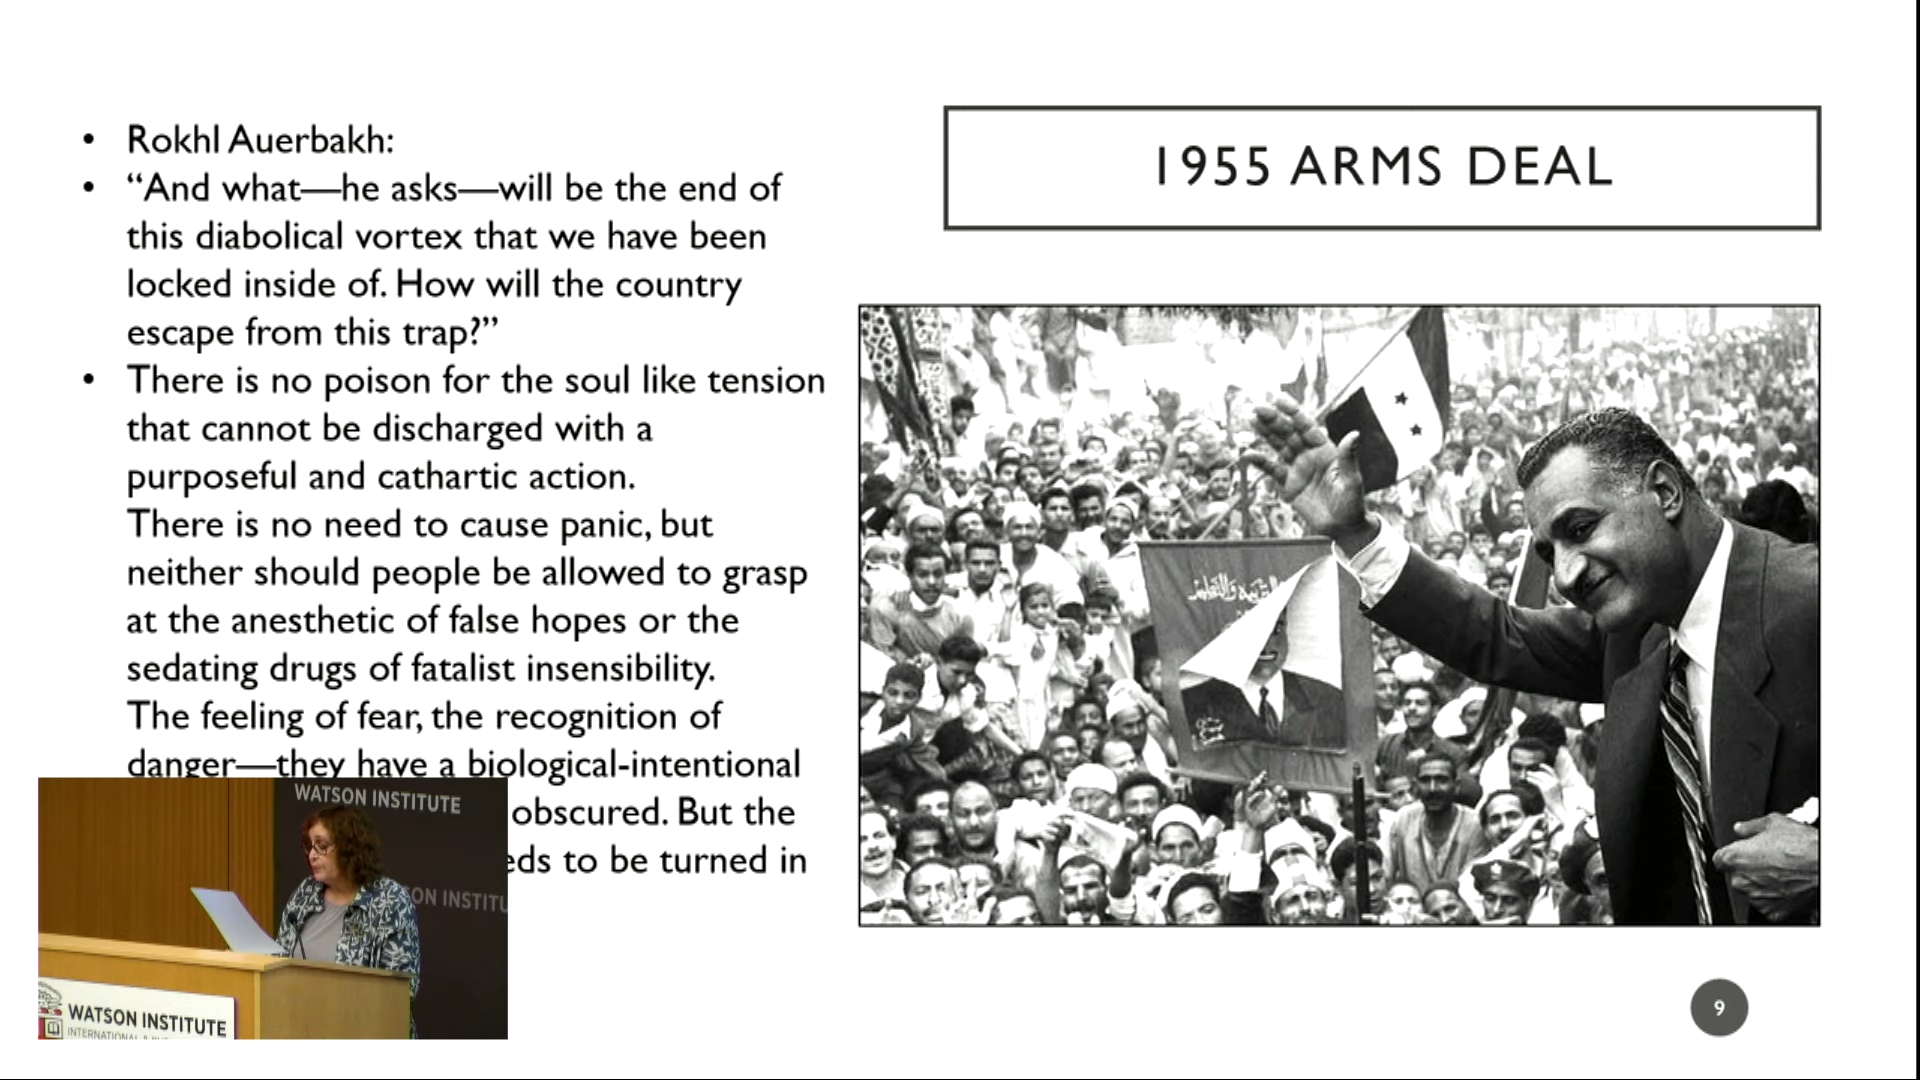 • Rokhl Auerbakh:
• “And what—he asks—will be the end of
this diabolical vortex that we have been
locked inside of. How will the country
escape from this trap?”
• There is no poison for the soul like tension
that cannot be discharged with a
purposeful and cathartic action.
There is no need to cause panic, but
neither should people be allowed to grasp
at the anesthetic of false hopes or the
sedating drugs of fatalist insensibility.
The feeling of fear, the recognition of
danger—they have a biological-intentional
obscured. But the
eds to be turned in
1955 ARMS DEAL
WATSON INSTITUTE
ON INSTITU
WATSON INSTITUTE
INTERNATIONAL &
9